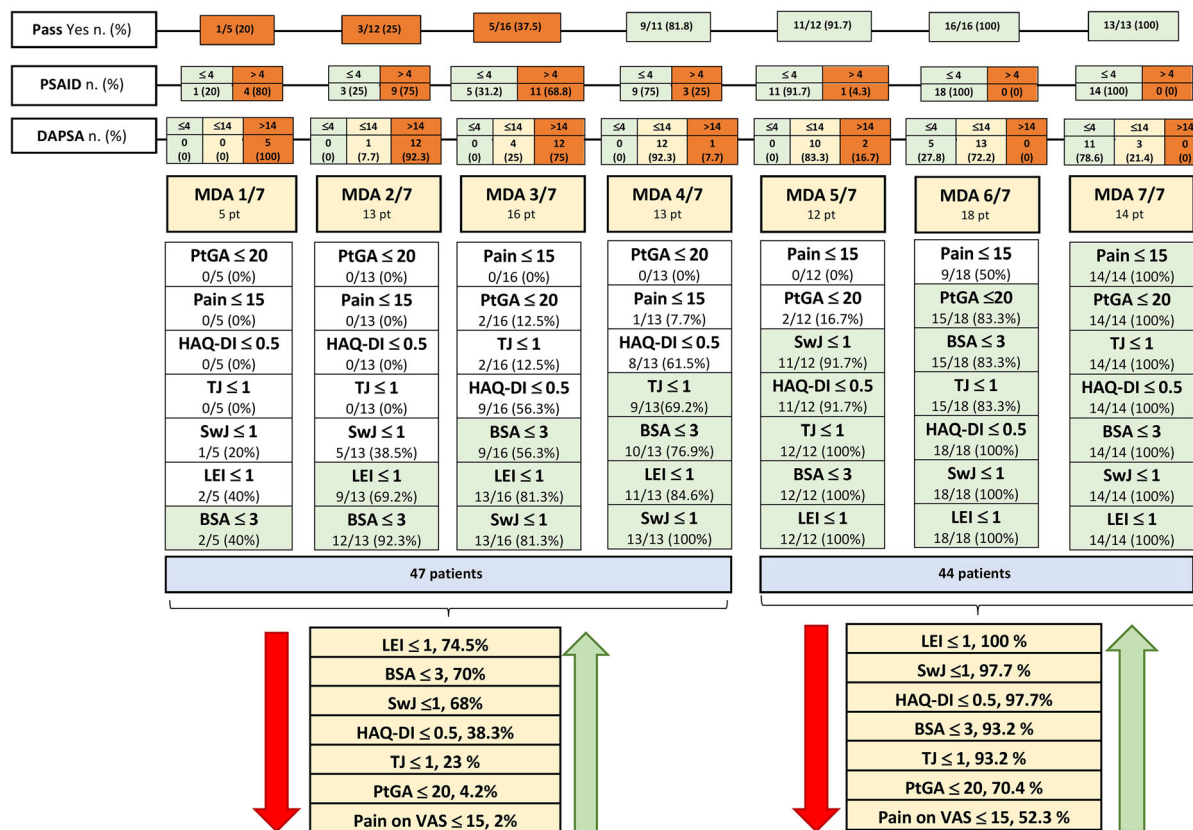 Pass Yes n. (%)
1/5 (20)
3/12 (25)
5/16 (37.5)
9/11 (81.8)
11/12 (91.7)
16/16 (100)
13/13 (100)
PSAID n. (%)
≤ 4 > 4
1 (20) 4 (80)
≤ 4 > 4
3 (25) 9 (75)
≤ 4 > 4
5 (31.2) 11 (68.8)
≤ 4 > 4
9 (75) 3 (25)
≤ 4 > 4
11 (91.7) 1 (4.3)
≤ 4 > 4
18 (100) 0 (0)
≤ 4 > 4
14 (100) 0 (0)
DAPSA n. (%)
≤4 ≤14 >14
0 0 5
(0) (0) (100)
≤4 ≤14 >14
0 1 12
(0) (7.7) (92.3)
≤4 ≤14 >14
0 4 12
(0) (25) (75)
≤4 ≤14 >14
0 12 1
(0) (92.3) (7.7)
≤4 ≤14 >14
0 10 2
(0) (83.3) (16.7)
≤4 ≤14 >14
5 13 0
(27.8) (72.2) (0)
≤4 ≤14 >14
11 3 0
(78.6) (21.4) (0)
MDA 1/7
5 pt
PtGA ≤ 20
0/5 (0%)
Pain ≤ 15
0/5 (0%)
HAQ-DI ≤ 0.5
0/5 (0%)
TJ ≤ 1
0/5 (0%)
SwJ ≤ 1
1/5 (20%)
LEI ≤ 1
2/5 (40%)
BSA ≤ 3
2/5 (40%)
MDA 2/7
13 pt
PtGA ≤ 20
0/13 (0%)
Pain ≤ 15
0/13 (0%)
HAQ-DI ≤ 0.5
0/13 (0%)
TJ ≤ 1
0/13 (0%)
SwJ ≤ 1
5/13 (38.5%)
LEI ≤ 1
9/13 (69.2%)
BSA ≤ 3
12/13 (92.3%)
MDA 3/7
16 pt
Pain ≤ 15
0/16 (0%)
PtGA ≤ 20
2/16 (12.5%)
TJ ≤ 1
2/16 (12.5%)
HAQ-DI ≤ 0.5
9/16 (56.3%)
BSA ≤ 3
9/16 (56.3%)
LEI ≤ 1
13/16 (81.3%)
SwJ ≤ 1
13/16 (81.3%)
MDA 4/7
13 pt
PtGA ≤ 20
0/13 (0%)
Pain ≤ 15
1/13 (7.7%)
HAQ-DI ≤ 0.5
8/13 (61.5%)
TJ ≤ 1
9/13(69.2%)
BSA ≤ 3
10/13 (76.9%)
LEI ≤ 1
11/13 (84.6%)
SwJ ≤ 1
13/13 (100%)
MDA 5/7
12 pt
Pain ≤ 15
0/12 (0%)
PtGA ≤ 20
2/12 (16.7%)
SwJ ≤ 1
11/12 (91.7%)
HAQ-DI ≤ 0.5
11/12 (91.7%)
TJ ≤ 1
12/12 (100%)
BSA ≤ 3
12/12 (100%)
LEI ≤ 1
12/12 (100%)
MDA 6/7
18 pt
Pain ≤ 15
9/18 (50%)
PtGA ≤20
15/18 (83.3%)
BSA ≤ 3
15/18 (83.3%)
TJ ≤ 1
15/18 (83.3%)
HAQ-DI ≤ 0.5
18/18 (100%)
SwJ ≤ 1
18/18 (100%)
LEI ≤ 1
18/18 (100%)
MDA 7/7
14 pt
Pain ≤ 15
14/14 (100%)
PtGA ≤ 20
14/14 (100%)
TJ ≤ 1
14/14 (100%)
HAQ-DI ≤ 0.5
14/14 (100%)
BSA ≤ 3
14/14 (100%)
SwJ ≤ 1
14/14 (100%)
LEI ≤ 1
14/14 (100%)
47 patients
LEI ≤ 1, 74.5%
BSA ≤ 3, 70%
SwJ ≤1, 68%
HAQ-DI ≤ 0.5, 38.3%
TJ ≤ 1, 23 %
PtGA ≤ 20, 4.2%
Pain on VAS ≤ 15, 2%
44 patients
LEI ≤ 1, 100 %
SwJ ≤1, 97.7 %
HAQ-DI ≤ 0.5, 97.7%
BSA ≤ 3, 93.2 %
TJ ≤ 1, 93.2 %
PtGA ≤ 20, 70.4 %
Pain on VAS ≤ 15, 52.3 %